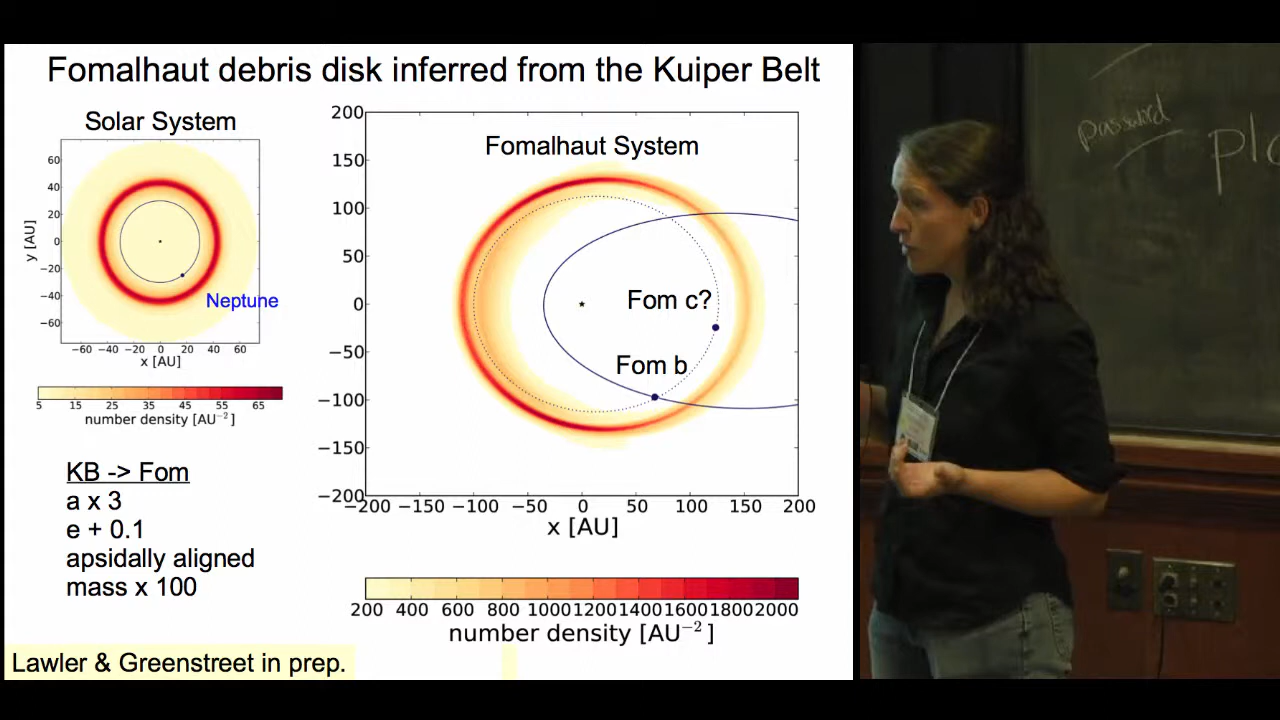 Fomalhaut debris disk inferred from the Kuiper Belt
Solar System
60
40
20
0
−20
−40
−60
y [AU]
−60 −40 −20 0 20 40 60
x [AU]
Neptune
5 15 25 35 45 55 65
number density [AU⁻²]
KB -> Fom
a x 3
e + 0.1
apsidally aligned
mass x 100
Lawler & Greenstreet in prep.
Fomalhaut System
200
150
100
50
0
−50
−100
−150
−200
Fom c?
Fom b
−200 −150 −100 −50 0 50 100 150 200
x [AU]
200 400 600 800 1000 1200 1400 1600 1800 2000
number density [AU⁻²]
password